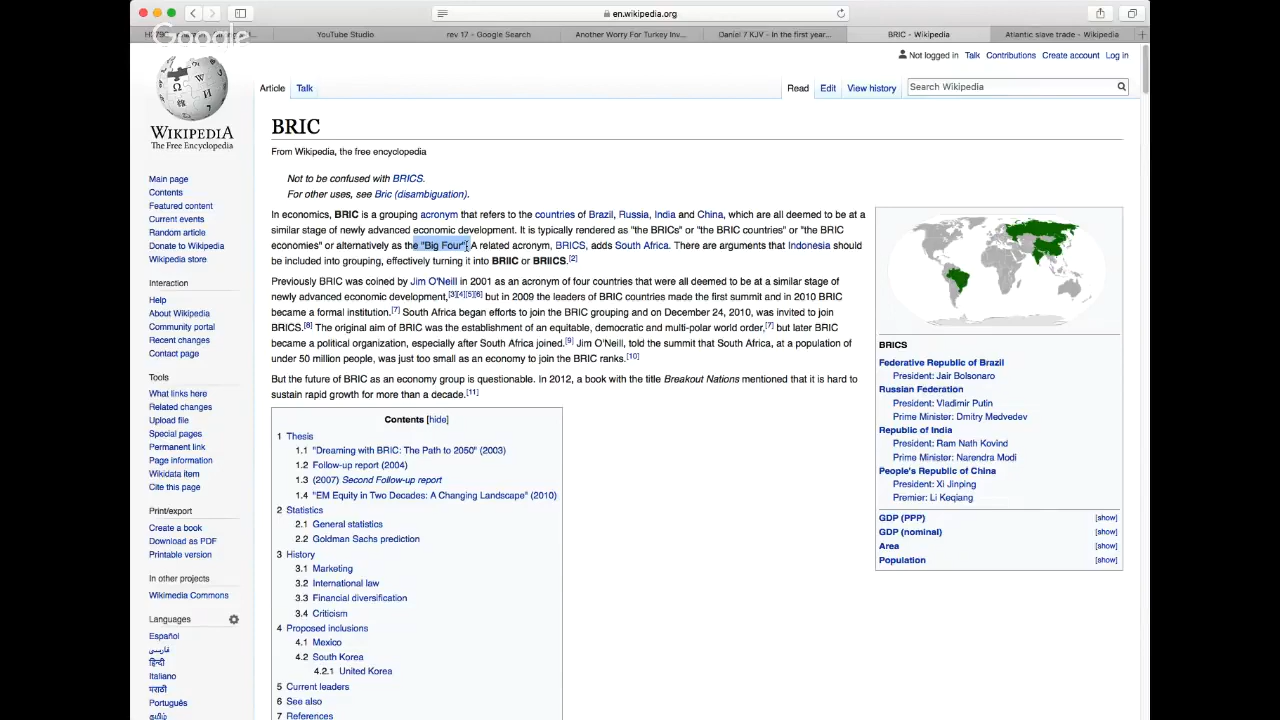 en.wikipedia.org
Google
YouTube Studio
rev 17 - Google Search
Another Worry For Turkey Inv...
Daniel 7 KJV - In the first year...
BRIC - Wikipedia
Atlantic slave trade - Wikipedia
Not logged in Talk Contributions Create account Log in
Article Talk
Read Edit View history
Search Wikipedia
WIKIPEDIA
The Free Encyclopedia
Main page
Contents
Featured content
Current events
Random article
Donate to Wikipedia
Wikipedia store
Interaction
Help
About Wikipedia
Community portal
Recent changes
Contact page
Tools
What links here
Related changes
Upload file
Special pages
Permanent link
Page information
Wikidata item
Cite this page
Print/export
Create a book
Download as PDF
Printable version
In other projects
Wikimedia Commons
Languages
Español
فارسی
हिन्दी
Italiano
मराठी
Português
தமிழ்
BRIC
From Wikipedia, the free encyclopedia
Not to be confused with BRICS.
For other uses, see Bric (disambiguation).
In economics, BRIC is a grouping acronym that refers to the countries of Brazil, Russia, India and China, which are all deemed to be at a
similar stage of newly advanced economic development. It is typically rendered as "the BRICs" or "the BRIC countries" or "the BRIC
economies" or alternatively as the "Big Four". A related acronym, BRICS, adds South Africa. There are arguments that Indonesia should
be included into grouping, effectively turning it into BRIIC or BRIICS.[2]
Previously BRIC was coined by Jim O'Neill in 2001 as an acronym of four countries that were all deemed to be at a similar stage of
newly advanced economic development,[3][4][5][6] but in 2009 the leaders of BRIC countries made the first summit and in 2010 BRIC
became a formal institution.[7] South Africa began efforts to join the BRIC grouping and on December 24, 2010, was invited to join
BRICS.[8] The original aim of BRIC was the establishment of an equitable, democratic and multi-polar world order,[7] but later BRIC
became a political organization, especially after South Africa joined.[9] Jim O'Neill, told the summit that South Africa, at a population of
under 50 million people, was just too small as an economy to join the BRIC ranks.[10]
But the future of BRIC as an economy group is questionable. In 2012, a book with the title Breakout Nations mentioned that it is hard to
sustain rapid growth for more than a decade.[11]
Contents [hide]
1 Thesis
1.1 "Dreaming with BRIC: The Path to 2050" (2003)
1.2 Follow-up report (2004)
1.3 (2007) Second Follow-up report
1.4 "EM Equity in Two Decades: A Changing Landscape" (2010)
2 Statistics
2.1 General statistics
2.2 Goldman Sachs prediction
3 History
3.1 Marketing
3.2 International law
3.3 Financial diversification
3.4 Criticism
4 Proposed inclusions
4.1 Mexico
4.2 South Korea
4.2.1 United Korea
5 Current leaders
6 See also
7 References
BRICS
Federative Republic of Brazil
President: Jair Bolsonaro
Russian Federation
President: Vladimir Putin
Prime Minister: Dmitry Medvedev
Republic of India
President: Ram Nath Kovind
Prime Minister: Narendra Modi
People's Republic of China
President: Xi Jinping
Premier: Li Keqiang
GDP (PPP) [show]
GDP (nominal) [show]
Area [show]
Population [show]